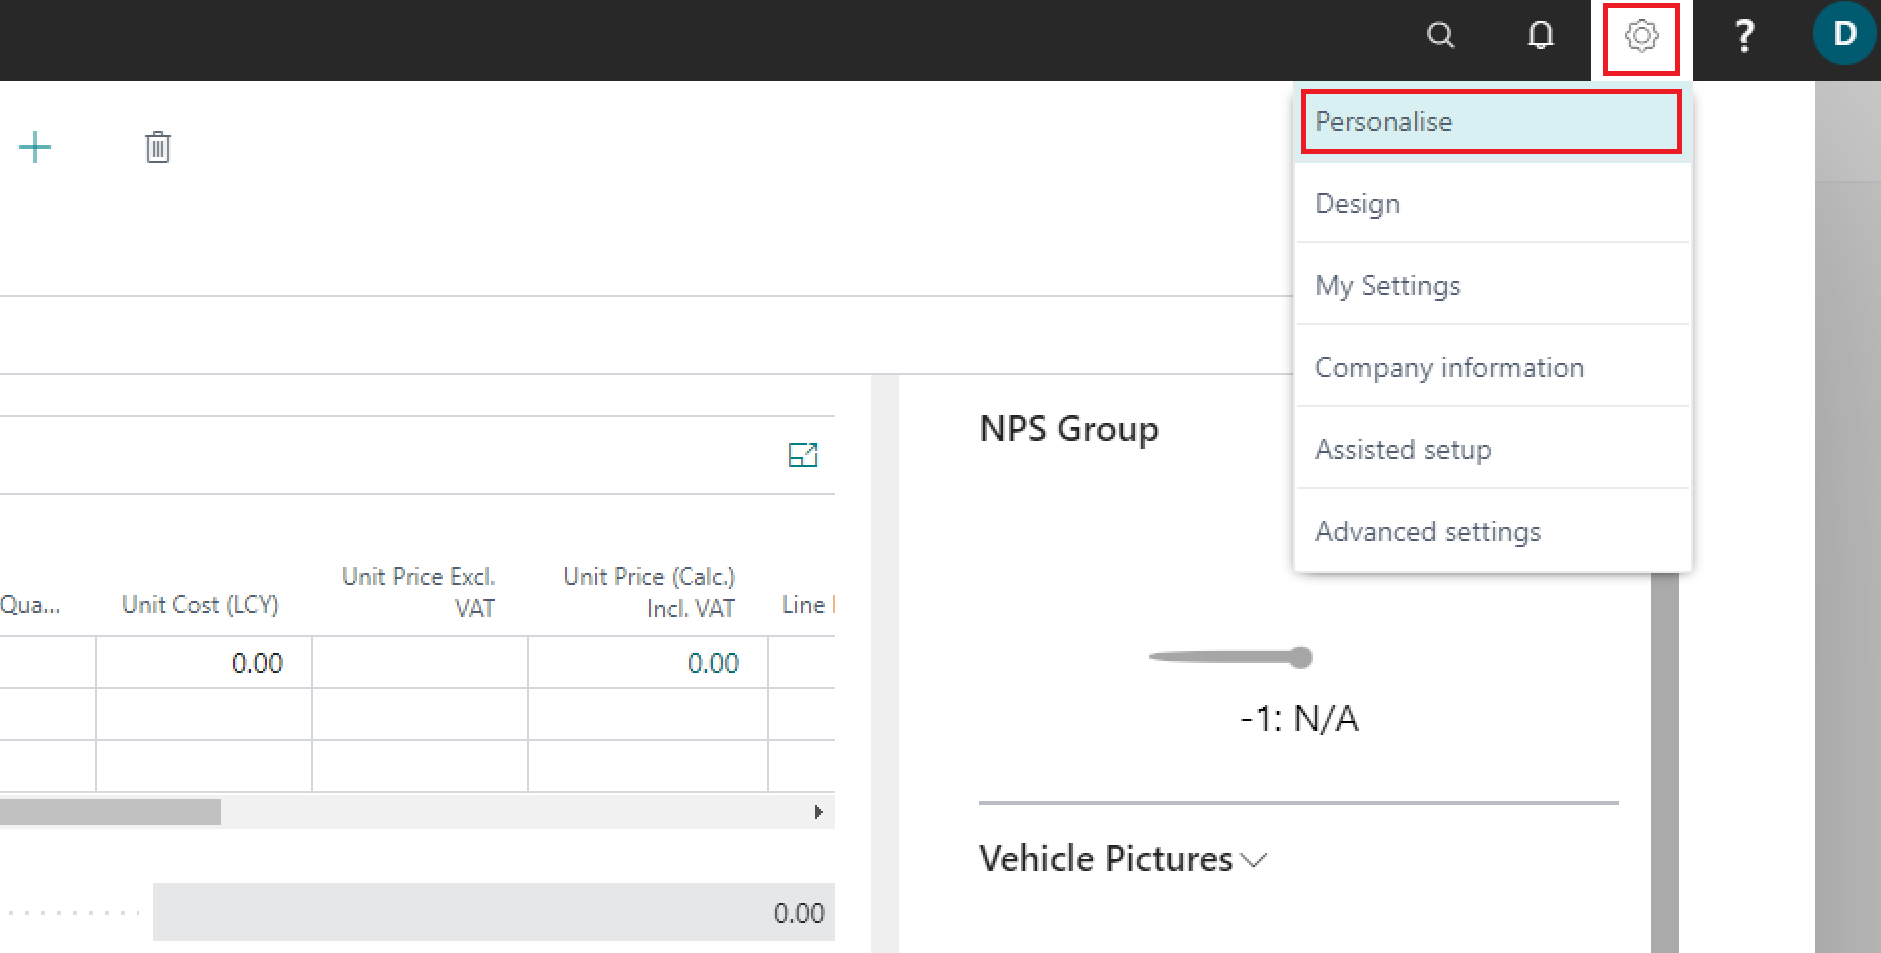 ?
D
Personalise
Design
My Settings
Company information
Assisted setup
Advanced settings
NPS Group
Qua...
Unit Cost (LCY)
Unit Price Excl.
VAT
Unit Price (Calc.)
Incl. VAT
Line
0.00
0.00
-1: N/A
Vehicle Pictures
0.00